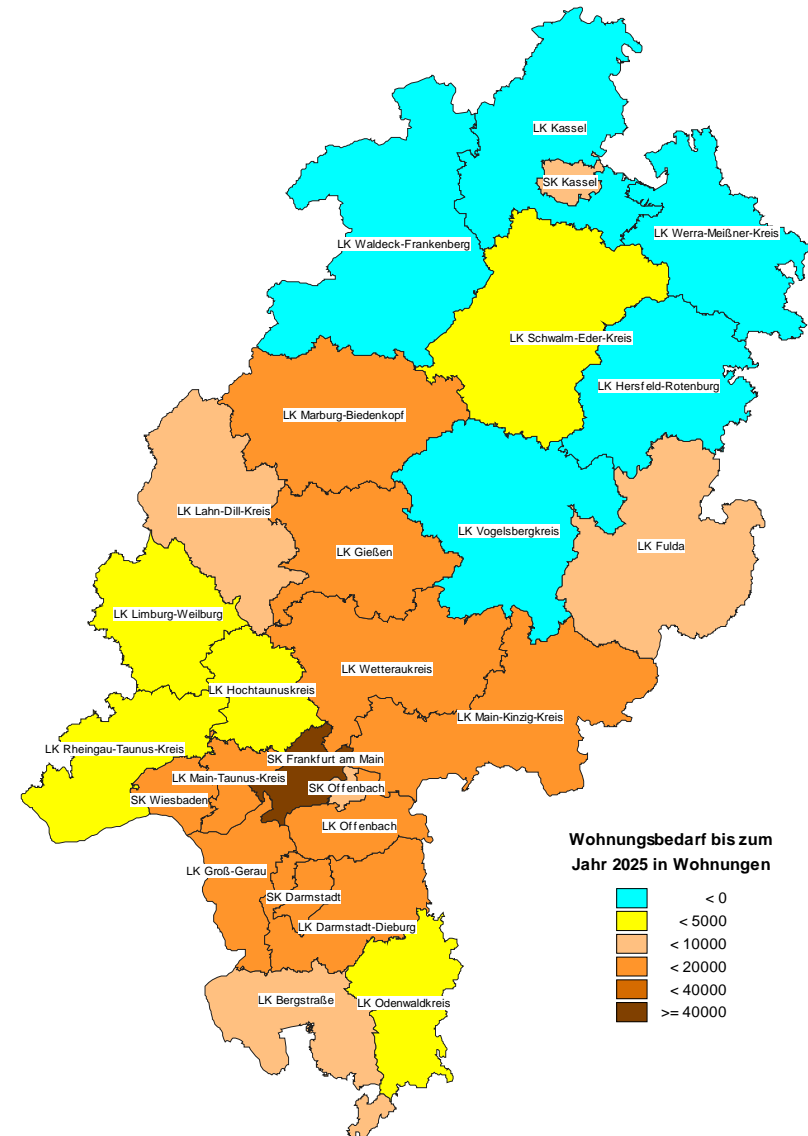 LK Kassel
SK Kassel
LK Werra-Meißner-Kreis
LK Waldeck-Frankenberg
LK Schwalm-Eder-Kreis
LK Hersfeld-Rotenburg
LK Marburg-Biedenkopf
LK Lahn-Dill-Kreis
LK Vogelsbergkreis
LK Gießen
LK Fulda
LK Limburg-Weilburg
LK Wetteraukreis
LK Hochtaunuskreis
LK Main-Kinzig-Kreis
LK Rheingau-Taunus-Kreis
SK Frankfurt am Main
LK Main-Taunus-Kreis
SK Offenbach
SK Wiesbaden
LK Offenbach
LK Groß-Gerau
SK Darmstadt
LK Darmstadt-Dieburg
LK Bergstraße
LK Odenwaldkreis
Wohnungsbedarf bis zum
Jahr 2025 in Wohnungen
< 0
< 5000
< 10000
< 20000
< 40000
>= 40000